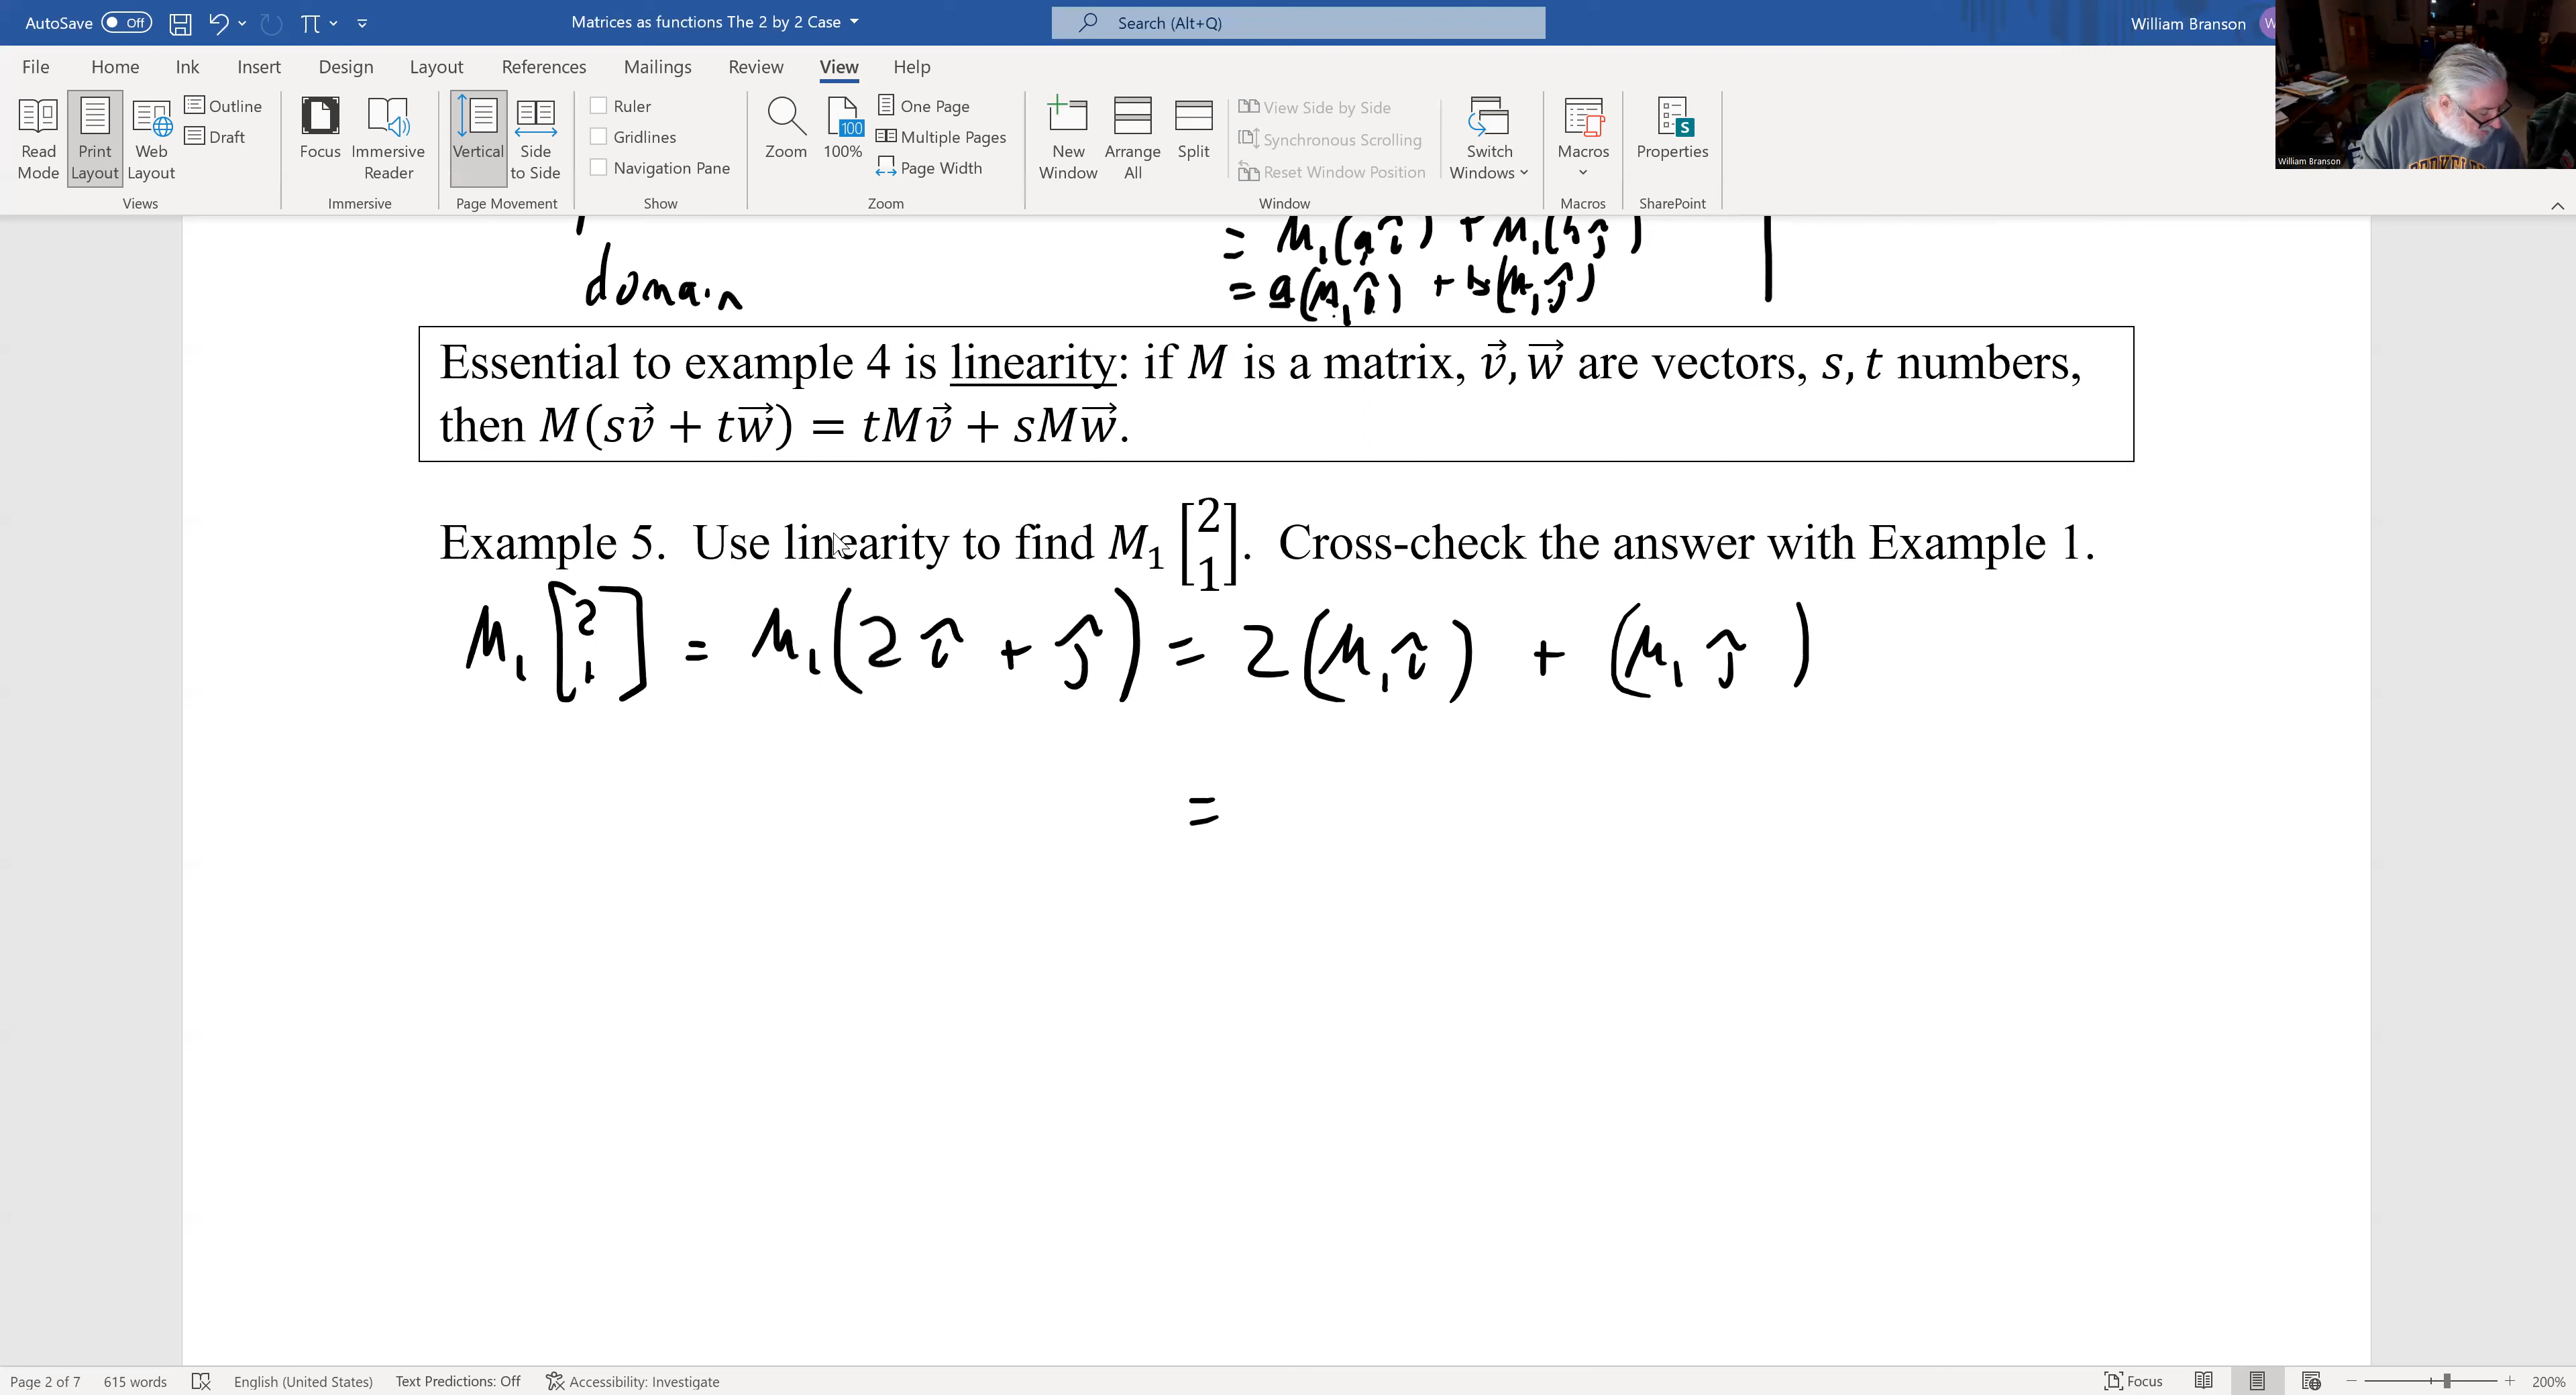 AutoSave Off Matrices as functions The 2 by 2 Case Search (Alt+Q) William Branson W
File Home Ink Insert Design Layout References Mailings Review View Help
Read Mode Print Layout Web Layout Outline Draft Focus Immersive Reader Vertical Side to Side Ruler Gridlines Navigation Pane Zoom 100 100% One Page Multiple Pages Page Width New Window Arrange All Split View Side by Side Synchronous Scrolling Reset Window Position Switch Windows Macros S Properties
William Branson
Views Immersive Page Movement Show Zoom Window Macros SharePoint
= M₁(aî) + M₁(bĵ)
domain = a(M₁î) + b(M₁ĵ)
Essential to example 4 is linearity: if M is a matrix, v⃗, w⃗ are vectors, s, t numbers,
then M(sv⃗ + tw⃗) = tMv⃗ + sMw⃗.
Example 5. Use linearity to find M₁ [2 1]. Cross-check the answer with Example 1.
M₁ [2 1] = M₁(2î + ĵ) = 2(M₁î) + (M₁ĵ)
=
Page 2 of 7 615 words English (United States) Text Predictions: Off Accessibility: Investigate Focus 200%